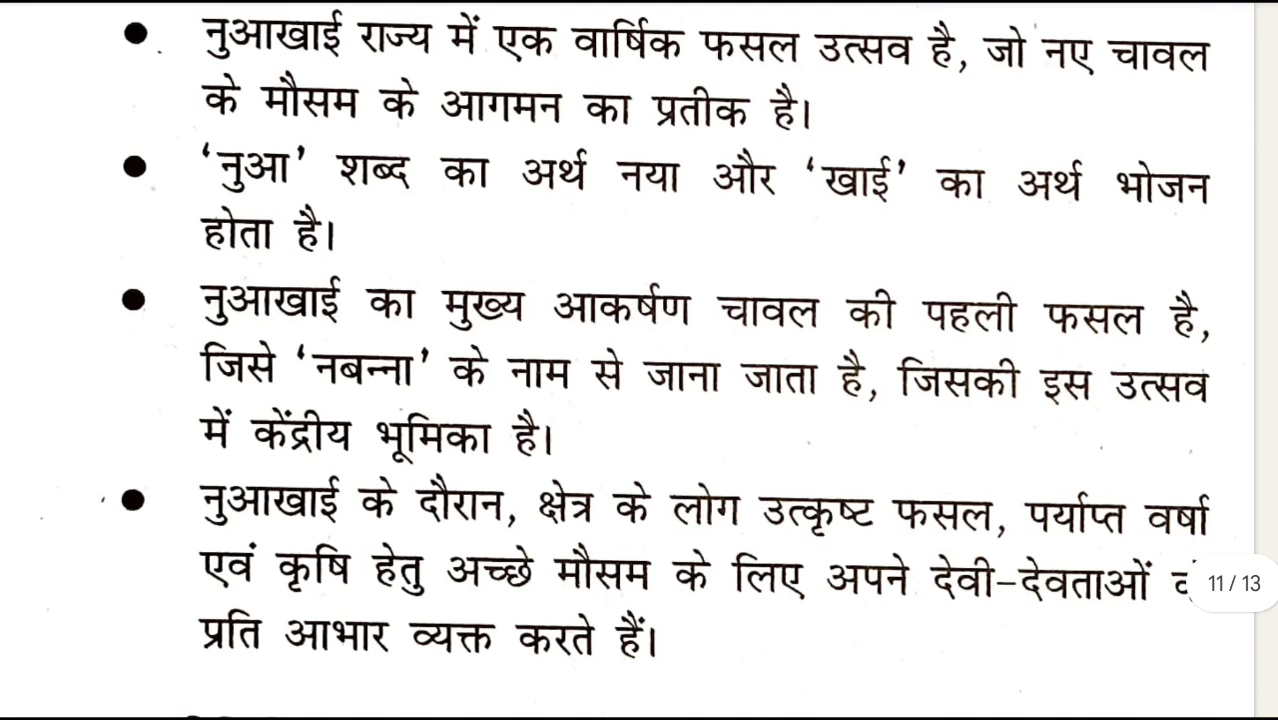 ● नुआखाई राज्य में एक वार्षिक फसल उत्सव है, जो नए चावल
के मौसम के आगमन का प्रतीक है।
● ‘नुआ’ शब्द का अर्थ नया और ‘खाई’ का अर्थ भोजन
होता है।
● नुआखाई का मुख्य आकर्षण चावल की पहली फसल है,
जिसे ‘नबन्ना’ के नाम से जाना जाता है, जिसकी इस उत्सव
में केंद्रीय भूमिका है।
● नुआखाई के दौरान, क्षेत्र के लोग उत्कृष्ट फसल, पर्याप्त वर्षा
एवं कृषि हेतु अच्छे मौसम के लिए अपने देवी-देवताओं
11 / 13
प्रति आभार व्यक्त करते हैं।